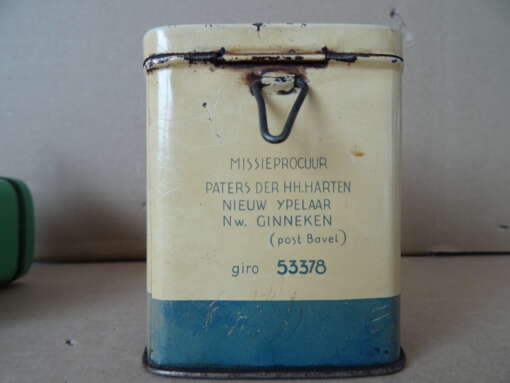 MISSIEPROCUUR
PATERS DER HH.HARTEN
NIEUW YPELAAR
Nw. GINNEKEN
(post Bavel)
giro 53378